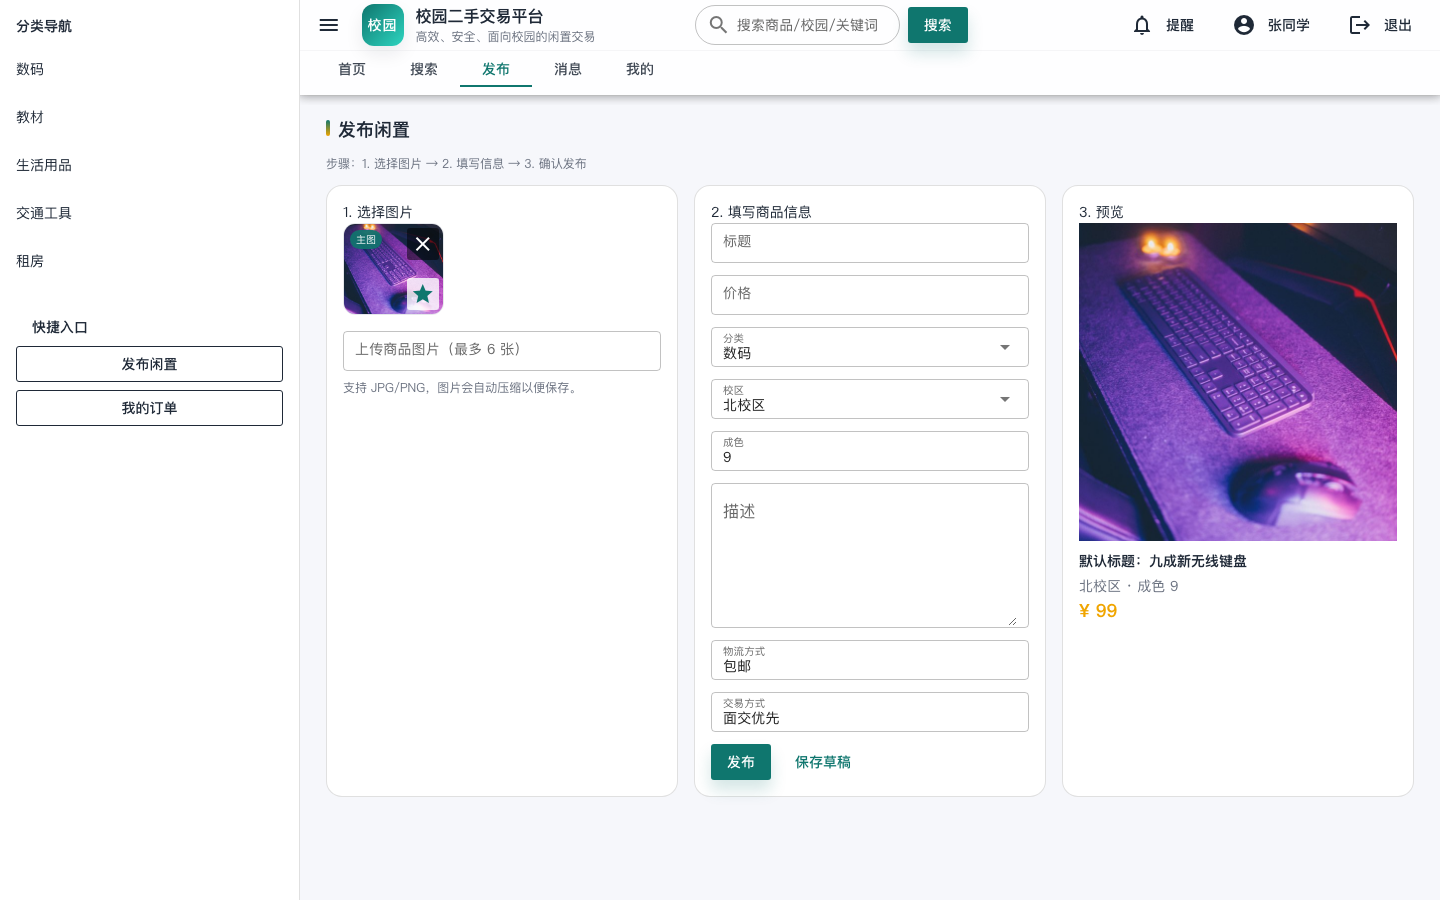 分类导航
数码
教材
生活用品
交通工具
租房
快捷入口
发布闲置
我的订单
校园
校园二手交易平台
高效、安全、面向校园的闲置交易
搜索商品/校园/关键词
搜索
提醒
张同学
退出
首页
搜索
发布
消息
我的
发布闲置
步骤：1. 选择图片 → 2. 填写信息 → 3. 确认发布
1. 选择图片
主图
上传商品图片（最多 6 张）
支持 JPG/PNG，图片会自动压缩以便保存。
2. 填写商品信息
标题
价格
分类
数码
校区
北校区
成色
9
描述
物流方式
包邮
交易方式
面交优先
发布
保存草稿
3. 预览
默认标题：九成新无线键盘
北校区 · 成色 9
¥ 99